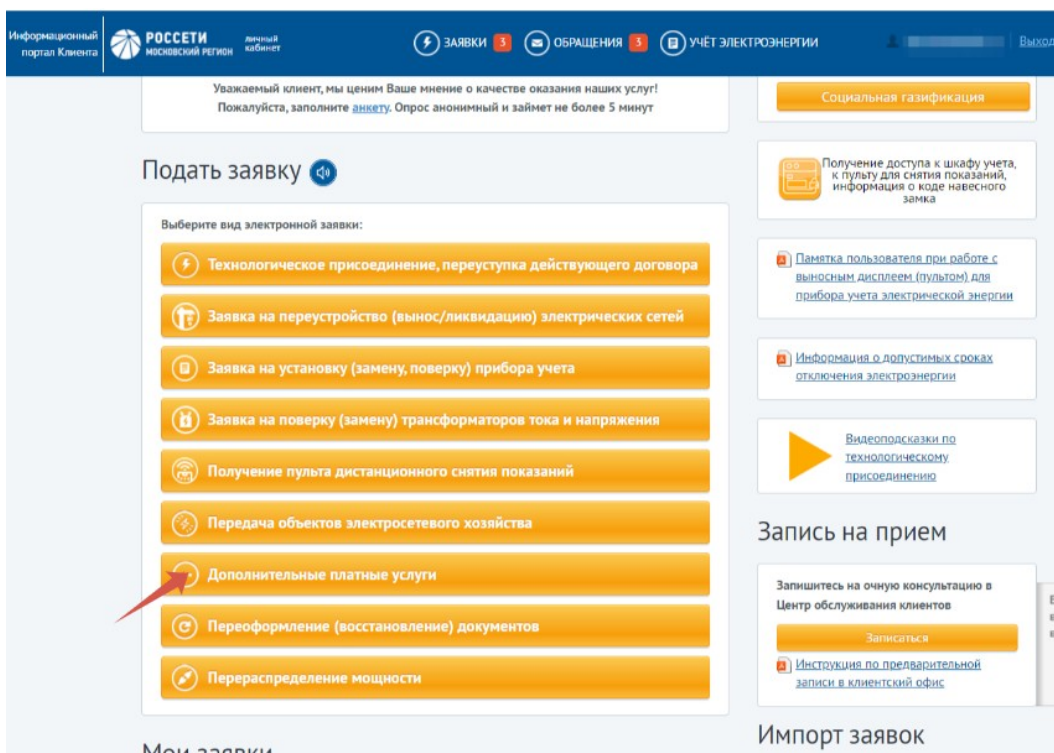 Информационный
портал Клиента
РОССЕТИ
МОСКОВСКИЙ РЕГИОН
личный
кабинет
ЗАЯВКИ 3
ОБРАЩЕНИЯ 3
УЧЁТ ЭЛЕКТРОЭНЕРГИИ
Выход
Уважаемый клиент, мы ценим Ваше мнение о качестве оказания наших услуг!
Пожалуйста, заполните анкету. Опрос анонимный и займет не более 5 минут
Подать заявку
Выберите вид электронной заявки:
Технологическое присоединение, переуступка действующего договора
Заявка на переустройство (вынос/ликвидацию) электрических сетей
Заявка на установку (замену, поверку) прибора учета
Заявка на поверку (замену) трансформаторов тока и напряжения
Получение пульта дистанционного снятия показаний
Передача объектов электросетевого хозяйства
Дополнительные платные услуги
Переоформление (восстановление) документов
Перераспределение мощности
Мои заявки
Социальная газификация
Получение доступа к шкафу учета,
к пульту для снятия показаний,
информация о коде навесного
замка
Памятка пользователя при работе с
выносным дисплеем (пультом) для
прибора учета электрической энергии
Информация о допустимых сроках
отключения электроэнергии
Видеоподсказки по
технологическому
присоединению
Запись на прием
Запишитесь на очную консультацию в
Центр обслуживания клиентов
Записаться
Инструкция по предварительной
записи в клиентский офис
Импорт заявок